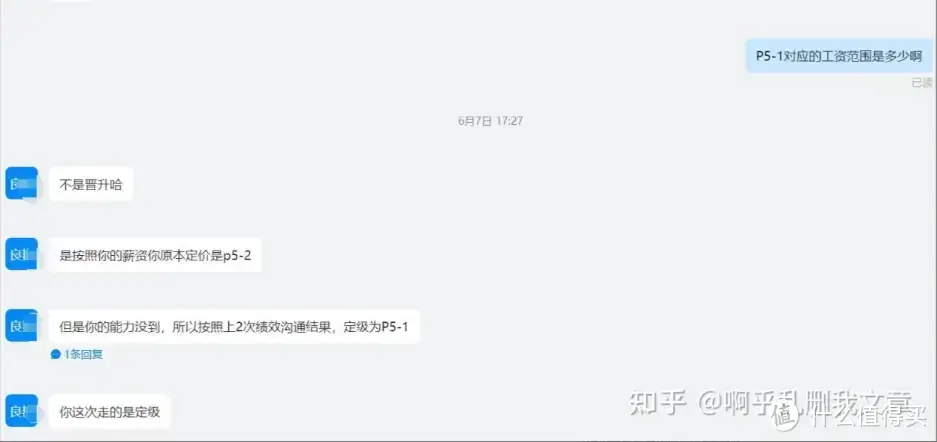 P5-1对应的工资范围是多少啊
已读
6月7日 17:27
不是晋升哈
是按照你的薪资你原本定价是p5-2
良
但是你的能力没到，所以按照上2次绩效沟通结果，定级为P5-1
良
1条回复
你这次走的是定级
良
知乎 @啊乎乱删我文章
值 什么值得买